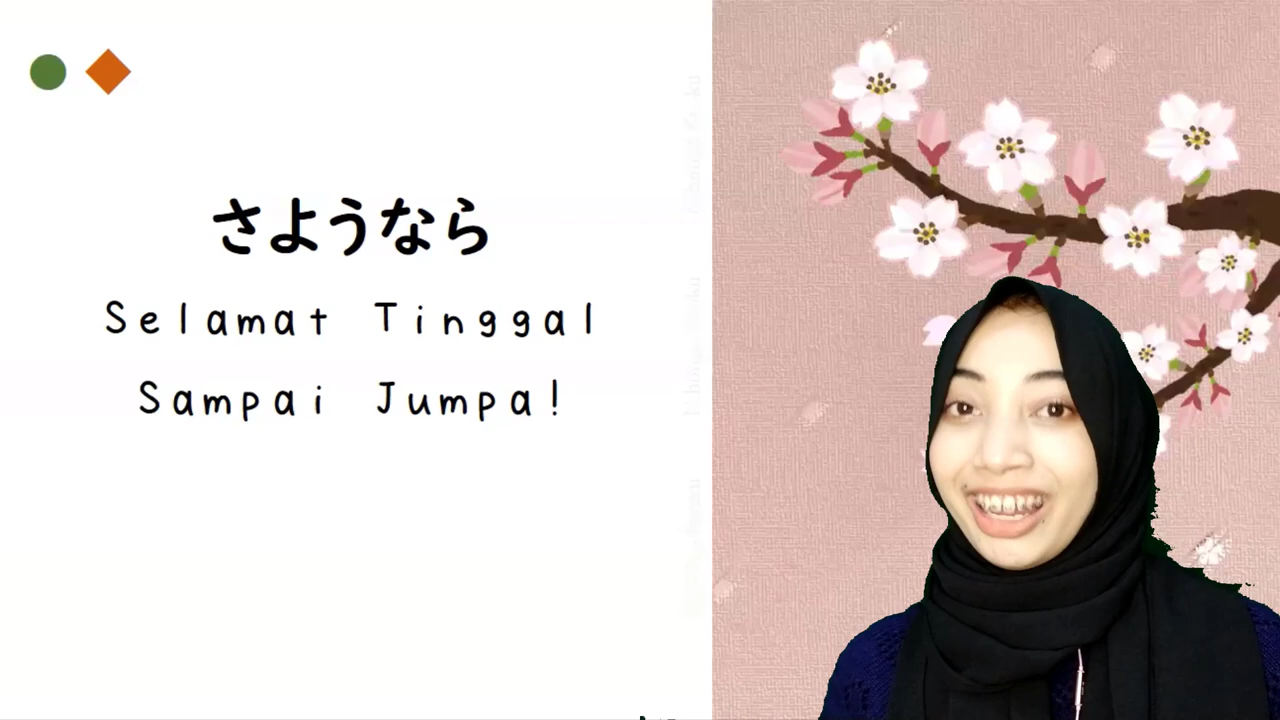 さようなら
Selamat Tinggal
Sampai Jumpa!